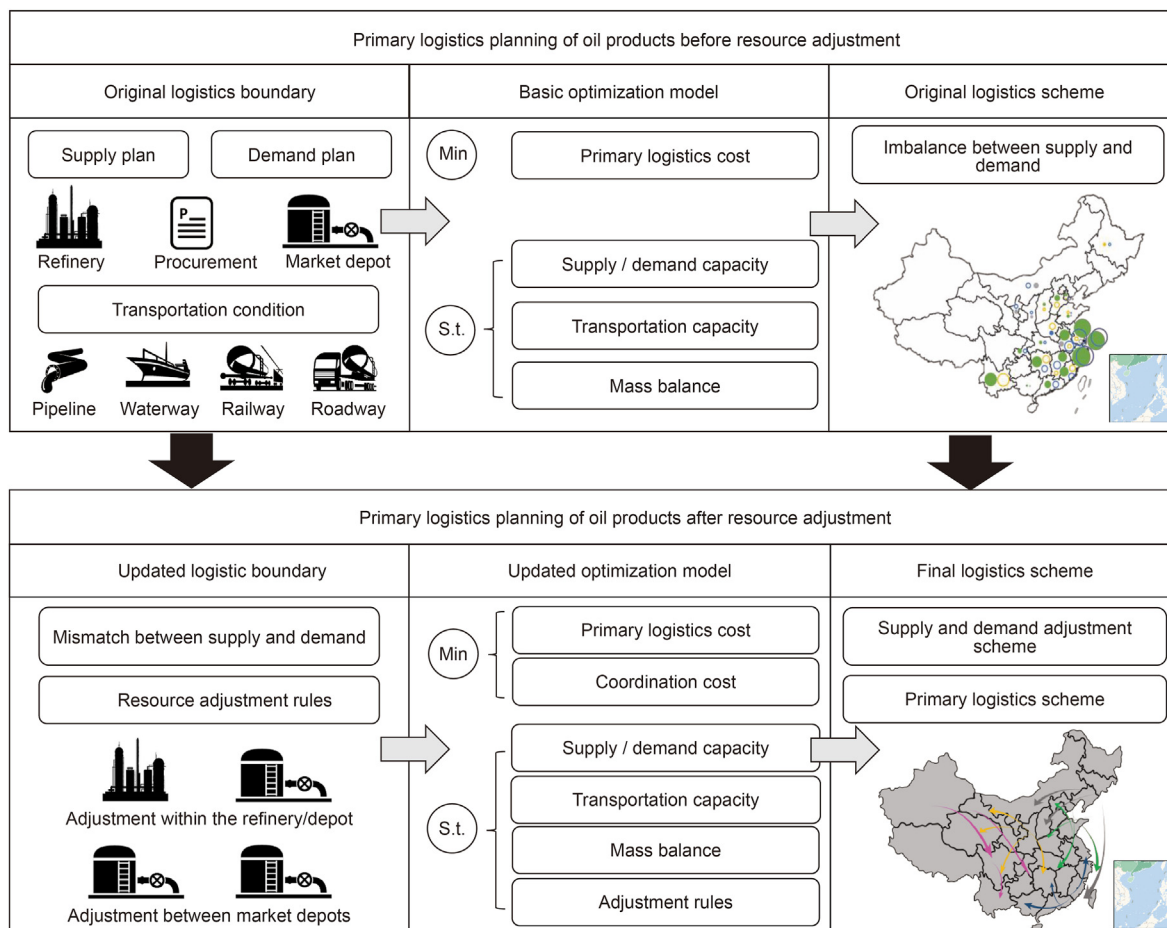 Primary logistics planning of oil products before resource adjustment
Original logistics boundary
Basic optimization model
Original logistics scheme
Supply plan
Demand plan
Min
Primary logistics cost
Imbalance between supply and
demand
P
Refinery
Procurement
Market depot
Supply / demand capacity
Transportation condition
S.t.
Transportation capacity
Mass balance
Pipeline
Waterway
Railway
Roadway
Primary logistics planning of oil products after resource adjustment
Updated logistic boundary
Updated optimization model
Final logistics scheme
Mismatch between supply and demand
Min
Primary logistics cost
Coordination cost
Supply and demand adjustment
scheme
Resource adjustment rules
Primary logistics scheme
Supply / demand capacity
Adjustment within the refinery/depot
S.t.
Transportation capacity
Mass balance
Adjustment rules
Adjustment between market depots